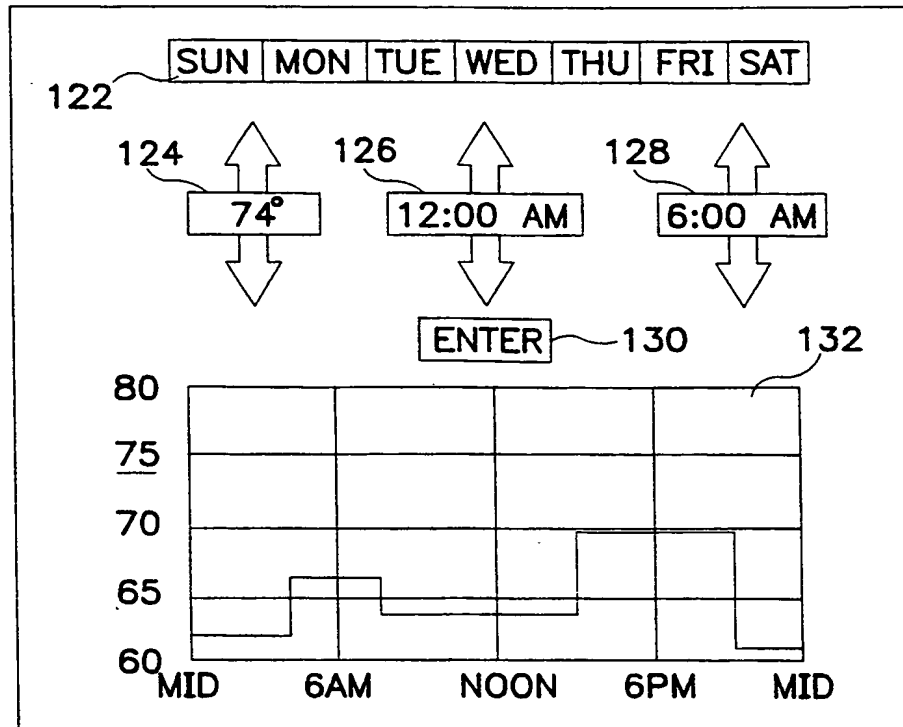 SUN MON TUE WED THU FRI SAT
122
124 126 128
74° 12:00 AM 6:00 AM
ENTER 130 132
80
75
70
65
60
MID 6AM NOON 6PM MID